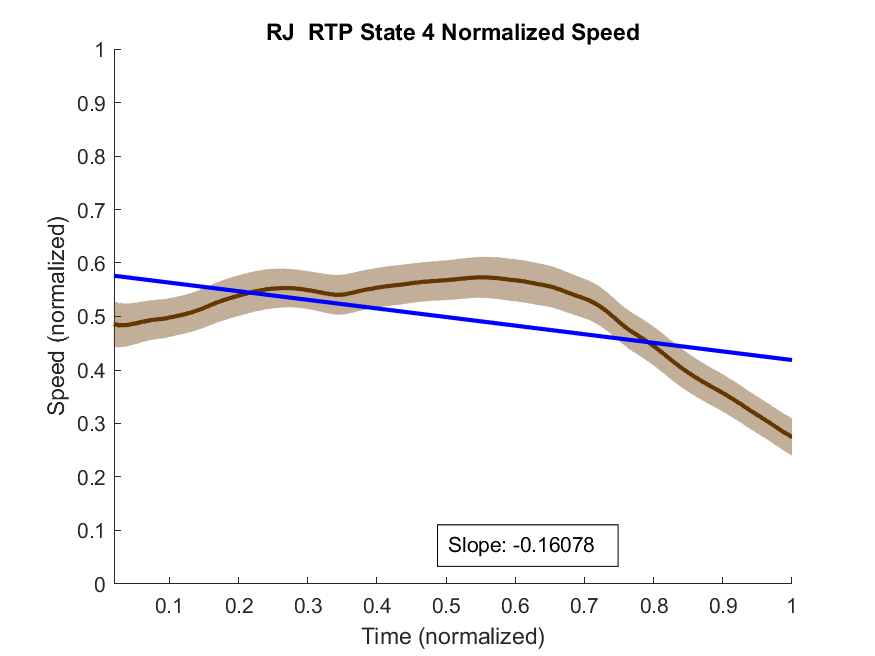 RJ  RTP State 4 Normalized Speed
1
0.9
0.8
0.7
0.6
0.5
0.4
0.3
0.2
0.1
0
Speed (normalized)
Slope: -0.16078
0.1 0.2 0.3 0.4 0.5 0.6 0.7 0.8 0.9 1
Time (normalized)